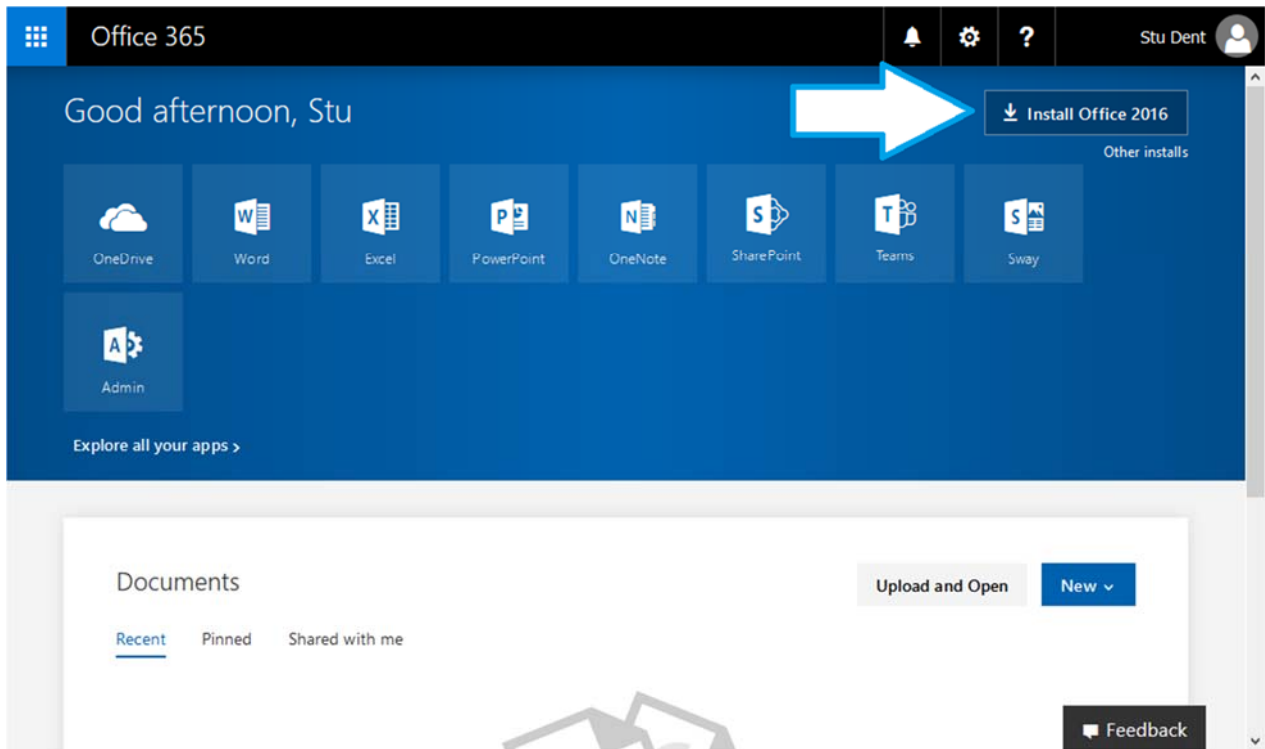 Office 365
?
Stu Dent
Good afternoon, Stu
Install Office 2016
Other installs
OneDrive
W
Word
X
Excel
P
PowerPoint
N
OneNote
S
SharePoint
T
Teams
S
Sway
A
Admin
Explore all your apps >
Documents
Upload and Open
New
Recent
Pinned
Shared with me
Feedback